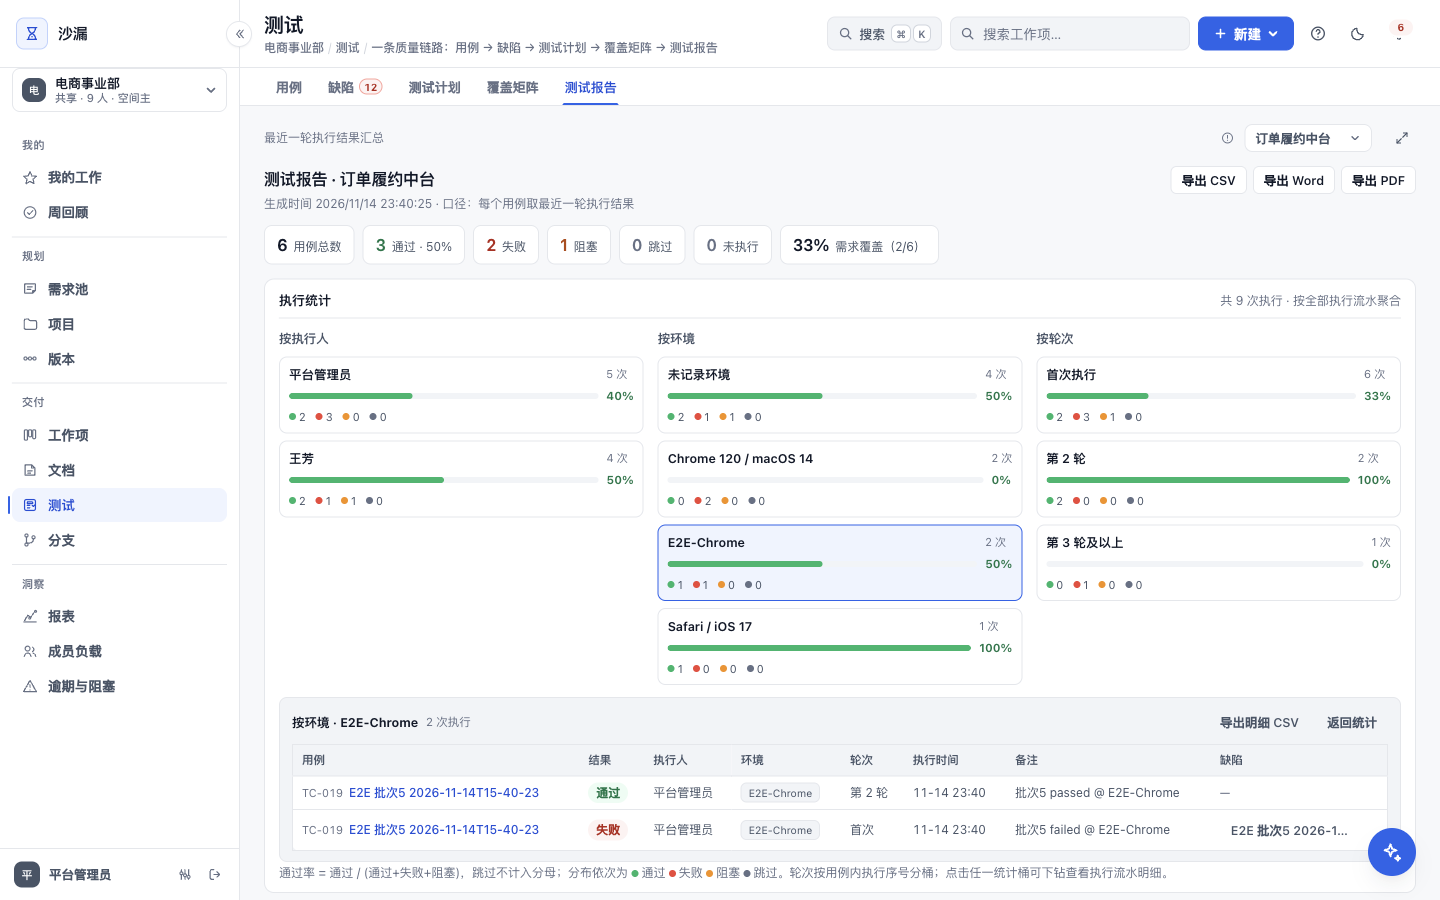 沙漏
测试
电商事业部 / 测试 / 一条质量链路：用例 → 缺陷 → 测试计划 → 覆盖矩阵 → 测试报告
搜索 ⌘ K
搜索工作项...
新建
6
电
电商事业部
共享 · 9 人 · 空间主
用例
缺陷 12
测试计划
覆盖矩阵
测试报告
我的
我的工作
周回顾
规划
需求池
项目
版本
交付
工作项
文档
测试
分支
洞察
报表
成员负载
逾期与阻塞
平 平台管理员
最近一轮执行结果汇总
订单履约中台
测试报告 · 订单履约中台
导出 CSV
导出 Word
导出 PDF
生成时间 2026/11/14 23:40:25 · 口径：每个用例取最近一轮执行结果
6 用例总数
3 通过 · 50%
2 失败
1 阻塞
0 跳过
0 未执行
33% 需求覆盖（2/6）
执行统计
共 9 次执行 · 按全部执行流水聚合
按执行人
平台管理员 5 次
40%
2 3 0 0
王芳 4 次
50%
2 1 1 0
按环境
未记录环境 4 次
50%
2 1 1 0
Chrome 120 / macOS 14 2 次
0%
0 2 0 0
E2E-Chrome 2 次
50%
1 1 0 0
Safari / iOS 17 1 次
100%
1 0 0 0
按轮次
首次执行 6 次
33%
2 3 1 0
第 2 轮 2 次
100%
2 0 0 0
第 3 轮及以上 1 次
0%
0 1 0 0
按环境 · E2E-Chrome 2 次执行
导出明细 CSV
返回统计
用例 结果 执行人 环境 轮次 执行时间 备注 缺陷
TC-019 E2E 批次5 2026-11-14T15-40-23 通过 平台管理员 E2E-Chrome 第 2 轮 11-14 23:40 批次5 passed @ E2E-Chrome —
TC-019 E2E 批次5 2026-11-14T15-40-23 失败 平台管理员 E2E-Chrome 首次 11-14 23:40 批次5 failed @ E2E-Chrome E2E 批次5 2026-1...
通过率 = 通过 / (通过+失败+阻塞)，跳过不计入分母；分布依次为 ● 通过 ● 失败 ● 阻塞 ● 跳过。轮次按用例内执行序号分桶；点击任一统计桶可下钻查看执行流水明细。